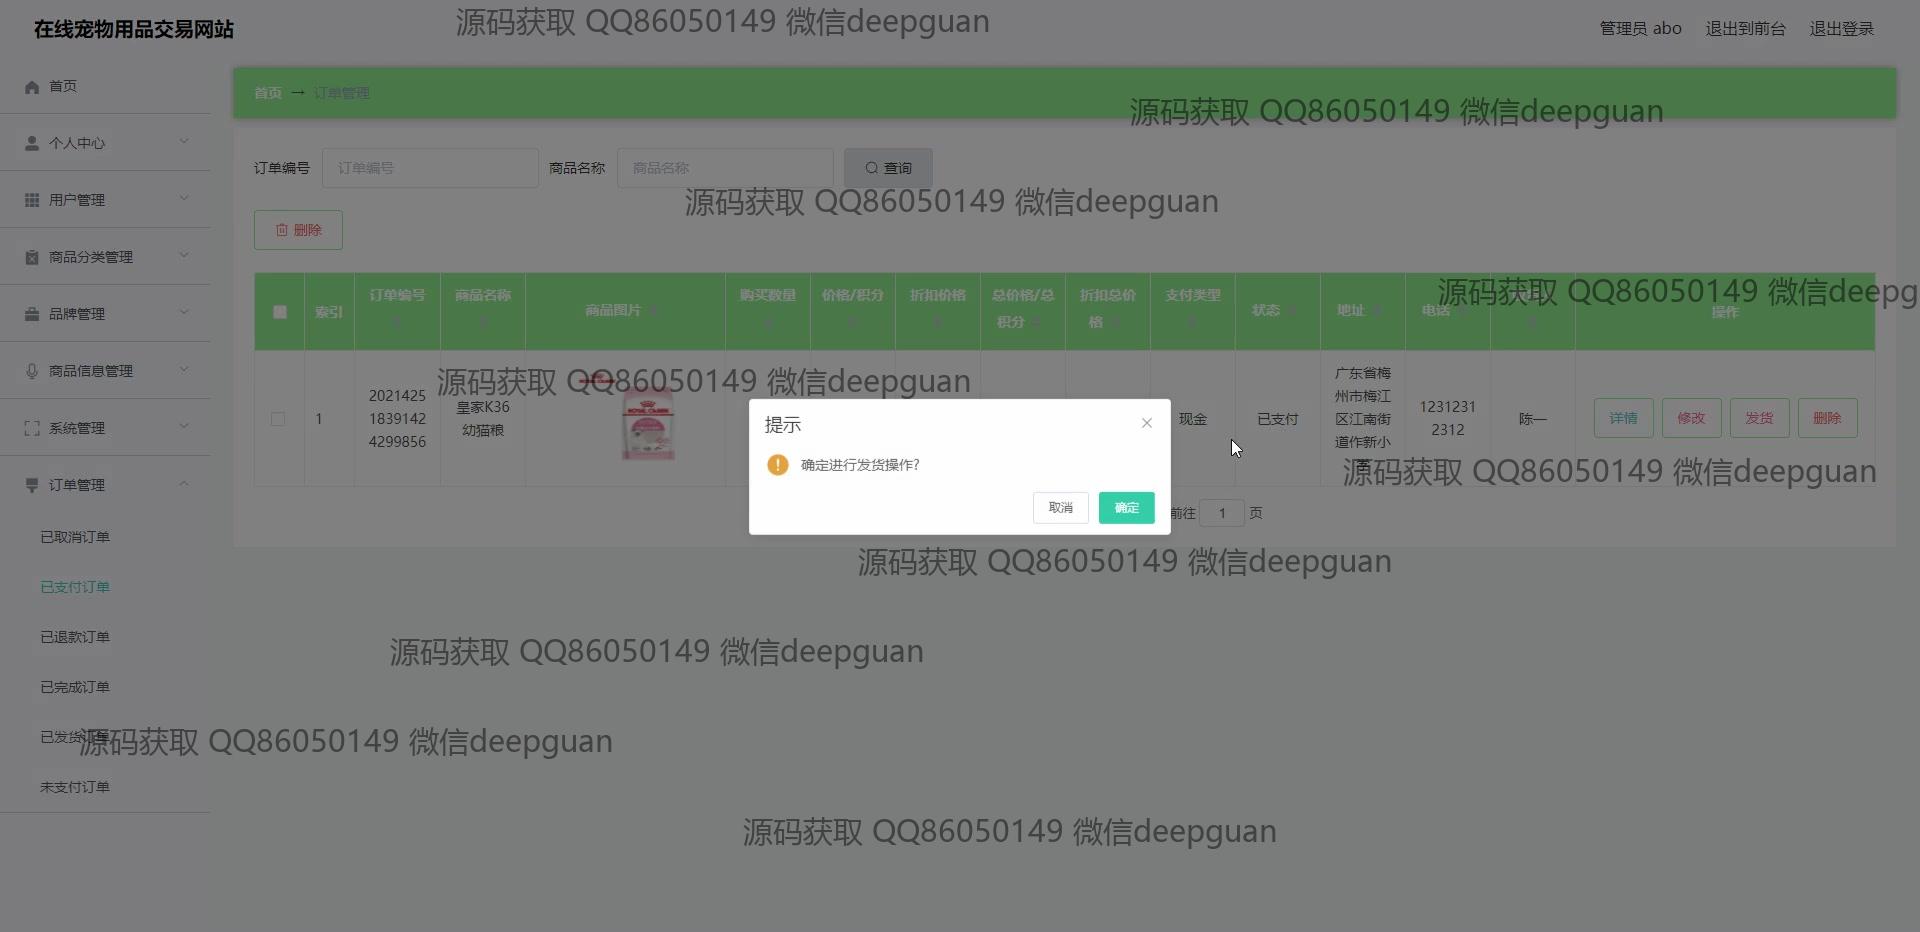 在线宠物用品交易网站
源码获取 QQ86050149 微信deepguan
管理员 abo
退出到前台
退出登录
首页
个人中心
用户管理
商品分类管理
品牌管理
商品信息管理
系统管理
订单管理
已取消订单
已支付订单
已退款订单
已完成订单
已发货订单
未支付订单
首页 → 订单管理
源码获取 QQ86050149 微信deepguan
订单编号 订单编号 商品名称 商品名称 查询
源码获取 QQ86050149 微信deepguan
删除
索引
订单编号
商品名称
商品图片
购买数量
价格/积分
折扣价格
总价格/总
积分
折扣总价
格
支付类型
状态
地址
电话
操作
源码获取 QQ86050149 微信deepg
源码获取 QQ86050149 微信deepguan
1
2021425
1839142
4299856
皇家K36
幼猫粮
ROYAL CANIN
现金
已支付
广东省梅
州市梅江
区江南街
道作新小
1231231
2312
陈一
详情
修改
发货
删除
源码获取 QQ86050149 微信deepguan
提示
确定进行发货操作?
取消
确定
前往 1 页
源码获取 QQ86050149 微信deepguan
源码获取 QQ86050149 微信deepguan
源码获取 QQ86050149 微信deepguan
源码获取 QQ86050149 微信deepguan